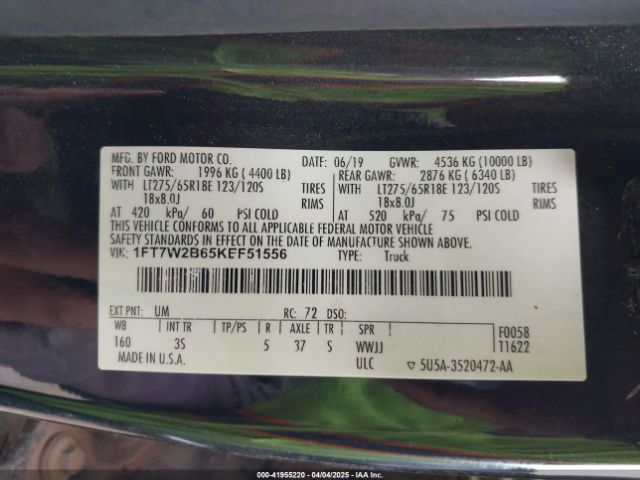 MFG. BY FORD MOTOR CO. DATE: 06/19 GVWR: 4536 KG (10000 LB)
FRONT GAWR: 1996 KG ( 4400 LB) REAR GAWR: 2876 KG ( 6340 LB)
WITH LT275/65R18E 123/120S TIRES WITH LT275/65R18E 123/120S TIRES
18x8.0J RIMS 18x8.0J RIMS
AT 420 kPa/ 60 PSI COLD AT 520 kPa/ 75 PSI COLD
THIS VEHICLE CONFORMS TO ALL APPLICABLE FEDERAL MOTOR VEHICLE
SAFETY STANDARDS IN EFFECT ON THE DATE OF MANUFACTURE SHOWN ABOVE.
VIN: 1FT7W2B65KEF51556 TYPE: Truck
EXT PNT: UM RC: 72 DSO: F0058
WB INT TR TP/PS R AXLE TR SPR T1622
160 3S 5 37 S WWJJ
MADE IN U.S.A. ULC ▽ 5U5A-3520472-AA
000-41955220 - 04/04/2025 - IAAI.CA